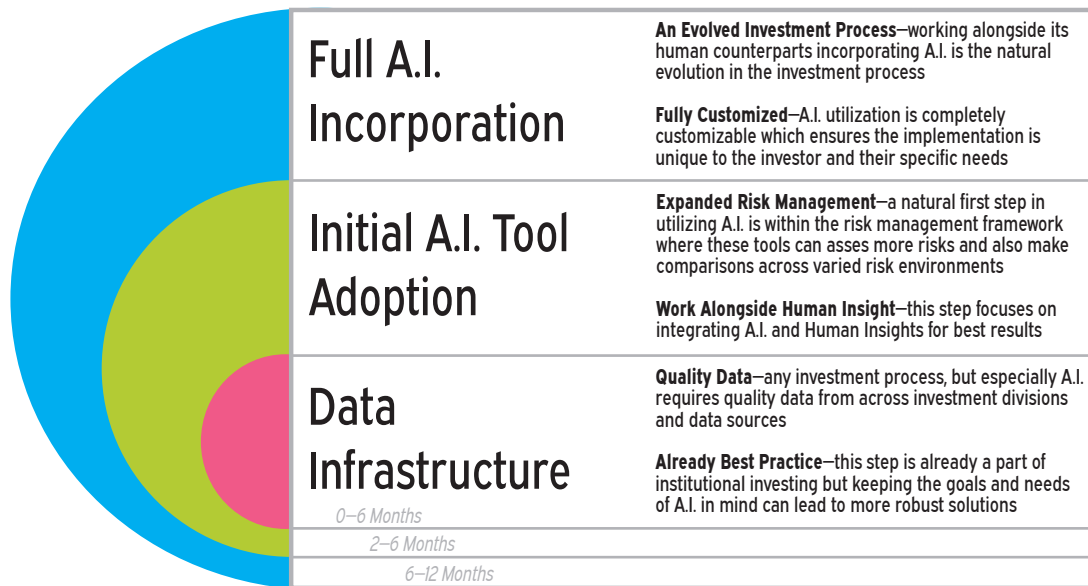 Full A.I.
Incorporation
An Evolved Investment Process—working alongside its
human counterparts incorporating A.I. is the natural
evolution in the investment process
Fully Customized—A.I. utilization is completely
customizable which ensures the implementation is
unique to the investor and their specific needs
Initial A.I. Tool
Adoption
Expanded Risk Management—a natural first step in
utilizing A.I. is within the risk management framework
where these tools can asses more risks and also make
comparisons across varied risk environments
Work Alongside Human Insight—this step focuses on
integrating A.I. and Human Insights for best results
Data
Infrastructure
Quality Data—any investment process, but especially A.I.
requires quality data from across investment divisions
and data sources
Already Best Practice—this step is already a part of
institutional investing but keeping the goals and needs
of A.I. in mind can lead to more robust solutions
0–6 Months
2–6 Months
6–12 Months